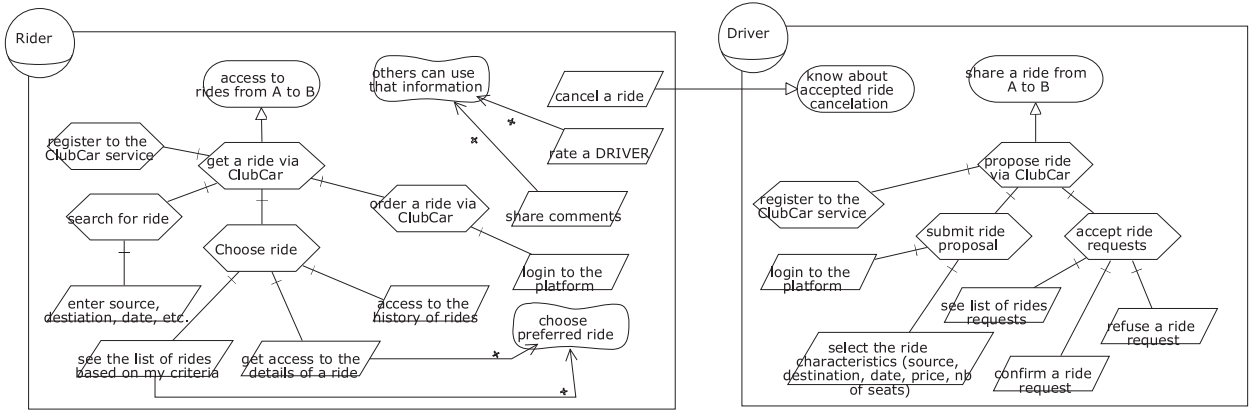 Rider
access to
rides from A to B
others can use
that information
cancel a ride
register to the
ClubCar service
get a ride via
ClubCar
rate a DRIVER
search for ride
order a ride via
ClubCar
share comments
Choose ride
login to the
platform
enter source,
destiation, date, etc.
access to the
history of rides
choose
preferred ride
see the list of rides
based on my criteria
get access to the
details of a ride
Driver
know about
accepted ride
cancelation
share a ride from
A to B
propose ride
via ClubCar
register to the
ClubCar service
submit ride
proposal
accept ride
requests
login to the
platform
see list of rides
requests
refuse a ride
request
select the ride
characteristics (source,
destination, date, price, nb
of seats)
confirm a ride
request